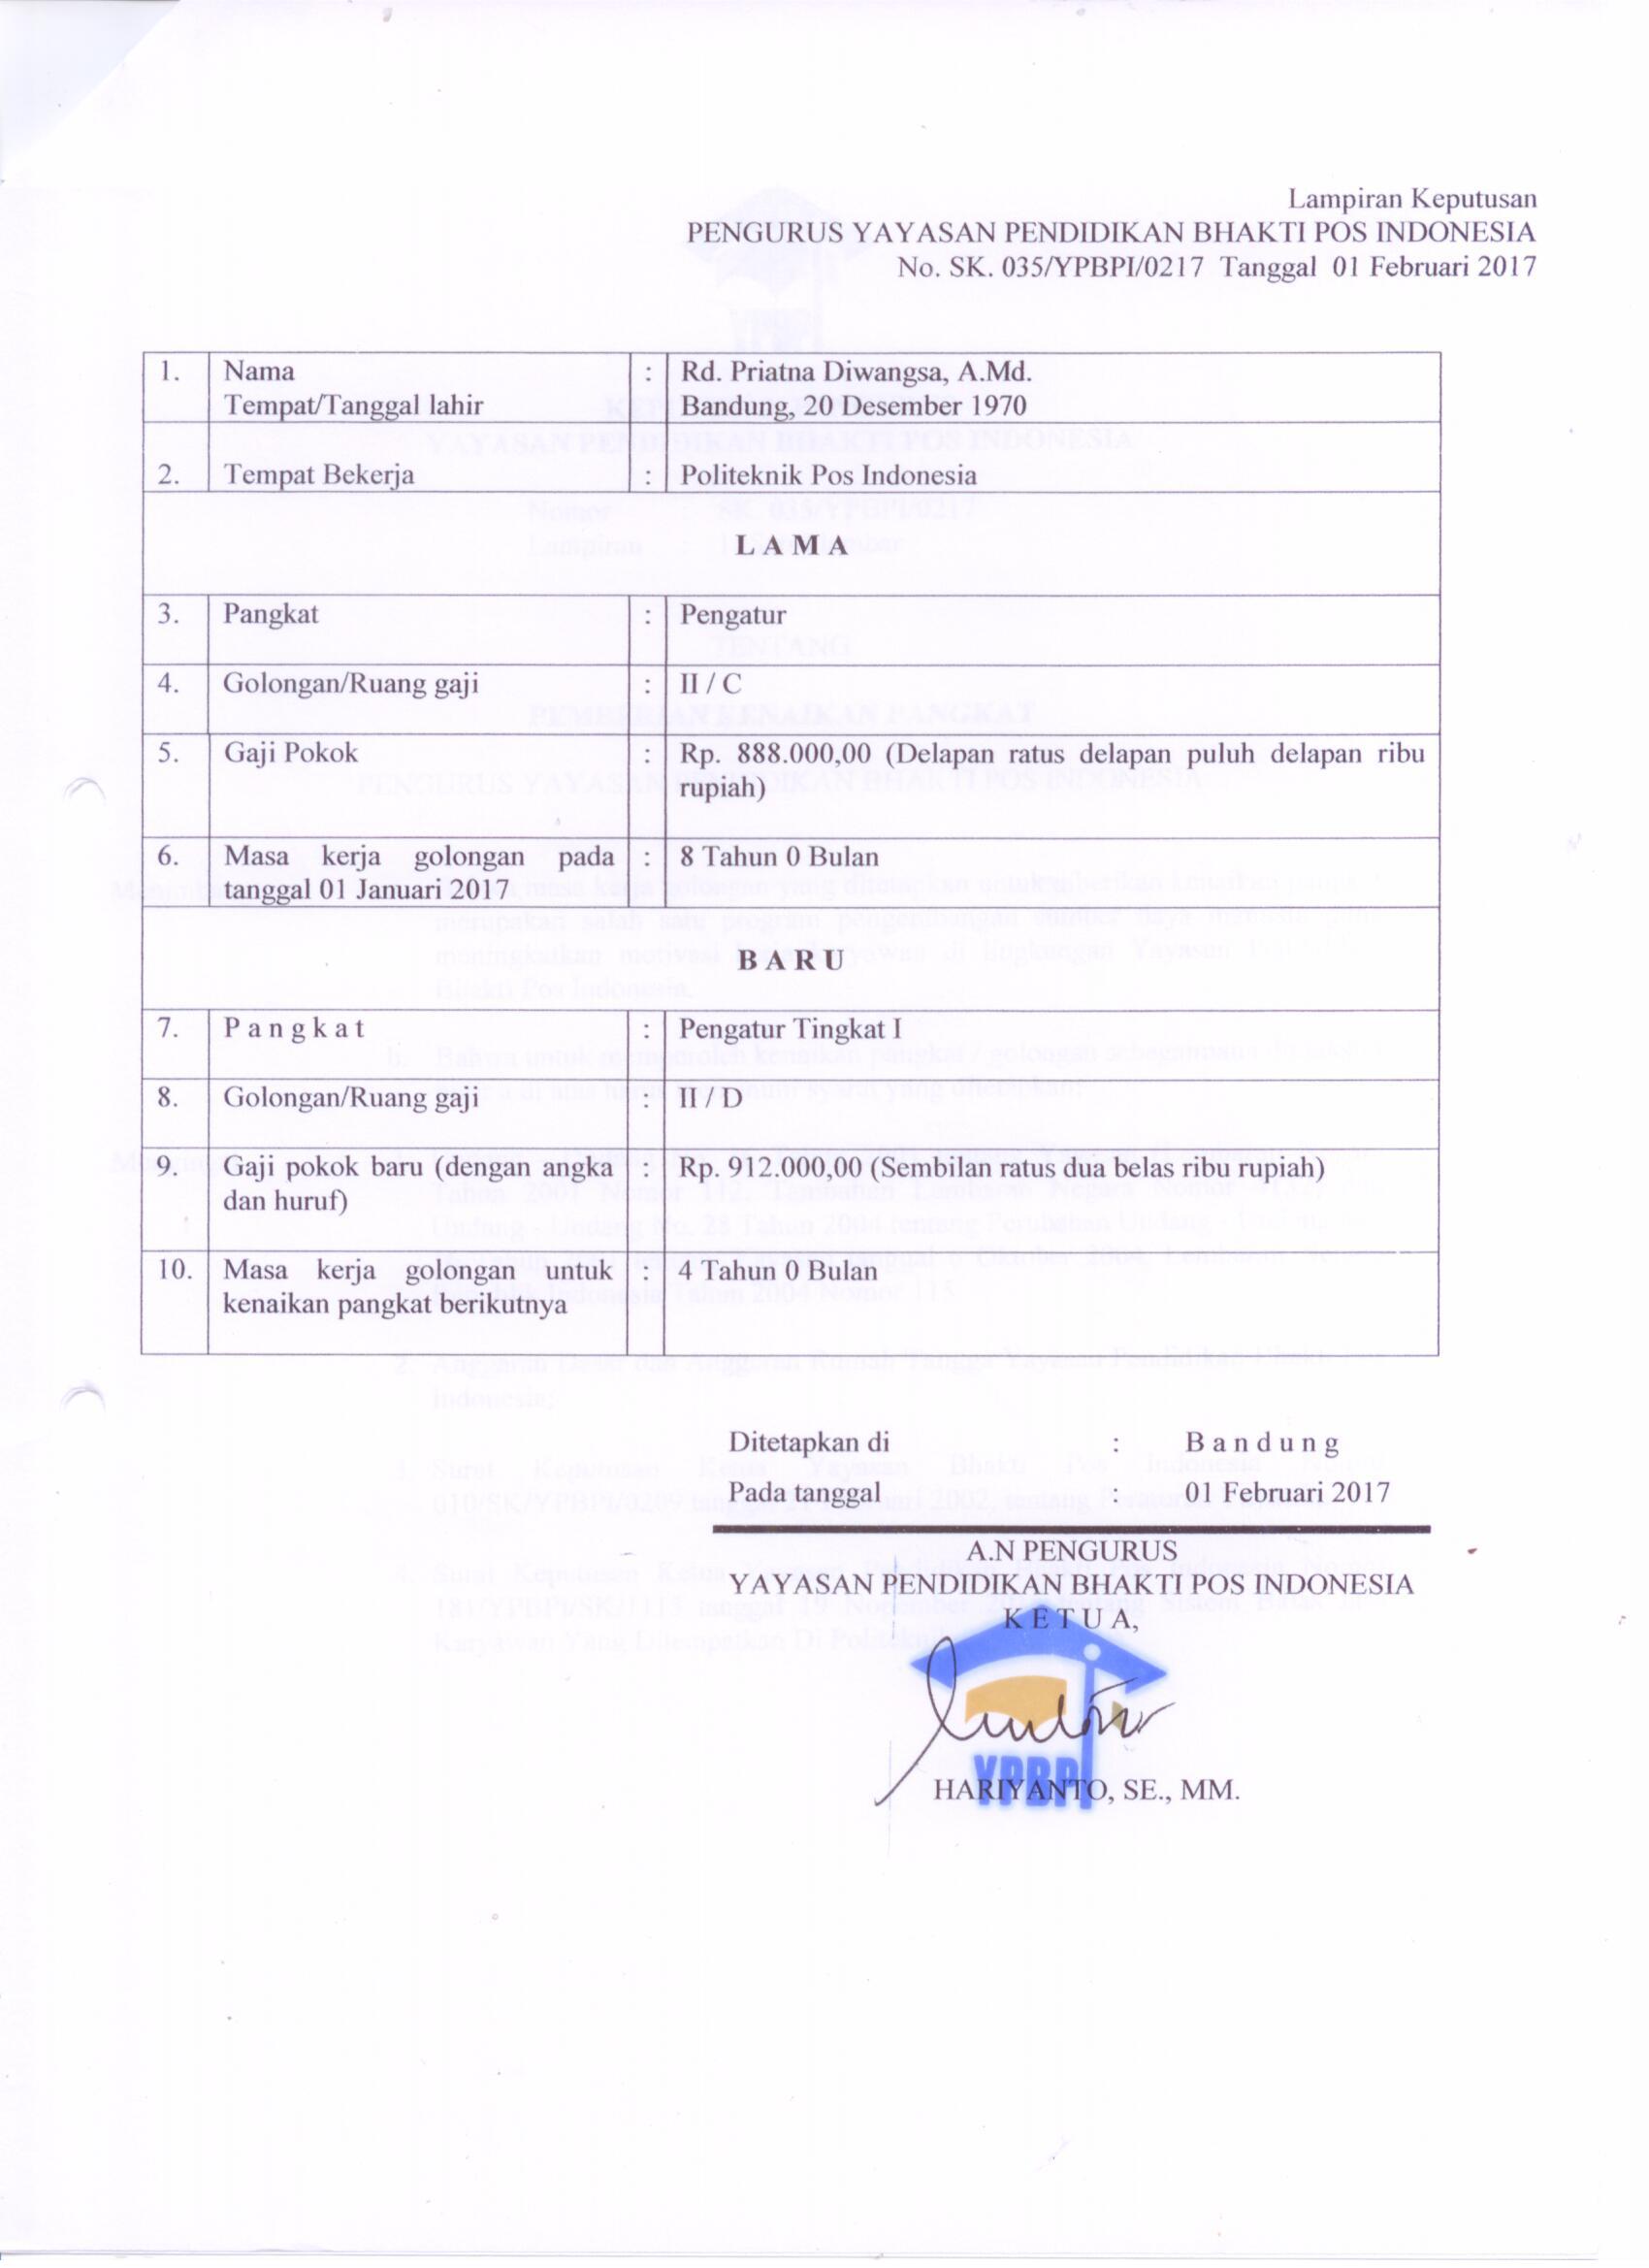 Lampiran Keputusan
PENGURUS YAYASAN PENDIDIKAN BHAKTI POS INDONESIA
No. SK. 035/YPBPI/0217 Tanggal 01 Februari 2017
1. Nama : Rd. Priatna Diwangsa, A.Md.
Tempat/Tanggal lahir Bandung, 20 Desember 1970
2. Tempat Bekerja : Politeknik Pos Indonesia
L A M A
3. Pangkat : Pengatur
4. Golongan/Ruang gaji : II / C
5. Gaji Pokok : Rp. 888.000,00 (Delapan ratus delapan puluh delapan ribu
rupiah)
6. Masa kerja golongan pada : 8 Tahun 0 Bulan
tanggal 01 Januari 2017
B A R U
7. P a n g k a t : Pengatur Tingkat I
8. Golongan/Ruang gaji : II / D
9. Gaji pokok baru (dengan angka : Rp. 912.000,00 (Sembilan ratus dua belas ribu rupiah)
dan huruf)
10. Masa kerja golongan untuk : 4 Tahun 0 Bulan
kenaikan pangkat berikutnya
Ditetapkan di : B a n d u n g
Pada tanggal 01 Februari 2017
A.N PENGURUS
YAYASAN PENDIDIKAN BHAKTI POS INDONESIA
K E T U A,
YPBPI
HARIYANTO, SE., MM.